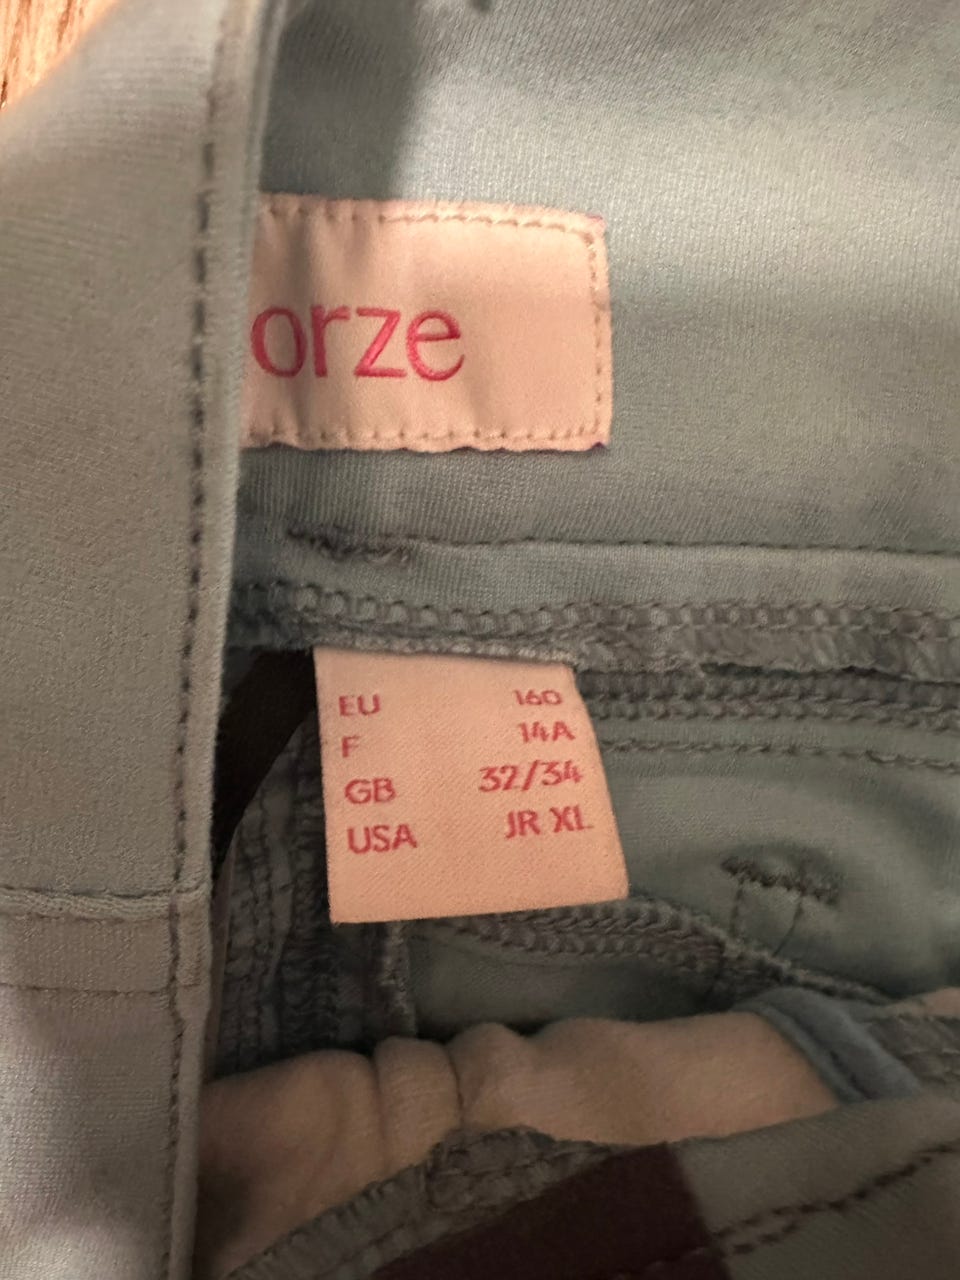 orze
EU 160
F 14A
GB 32/34
USA JR XL